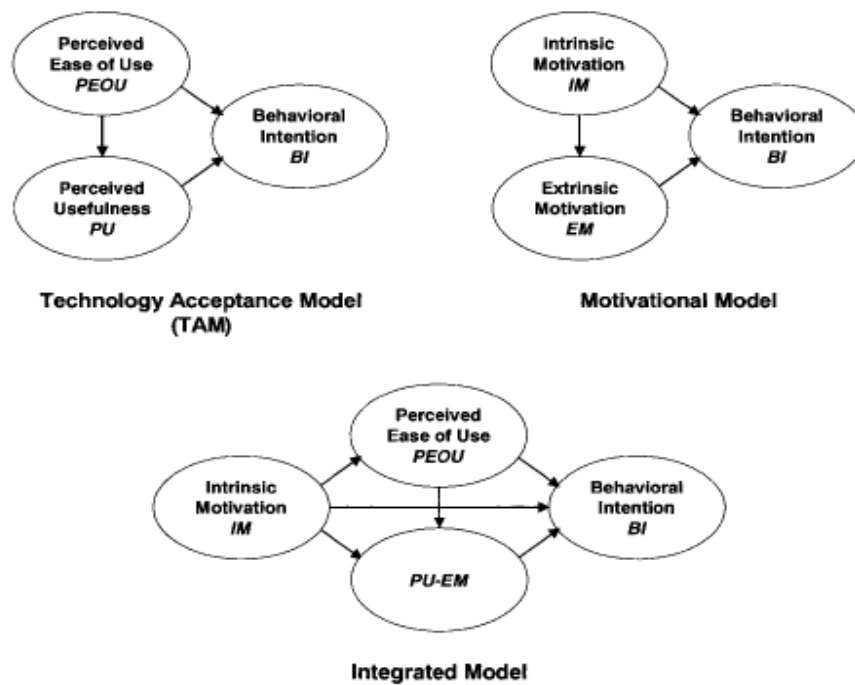 Perceived
Ease of Use
PEOU
Behavioral
Intention
BI
Perceived
Usefulness
PU
Technology Acceptance Model
(TAM)
Intrinsic
Motivation
IM
Behavioral
Intention
BI
Extrinsic
Motivation
EM
Motivational Model
Perceived
Ease of Use
PEOU
Intrinsic
Motivation
IM
Behavioral
Intention
BI
PU-EM
Integrated Model